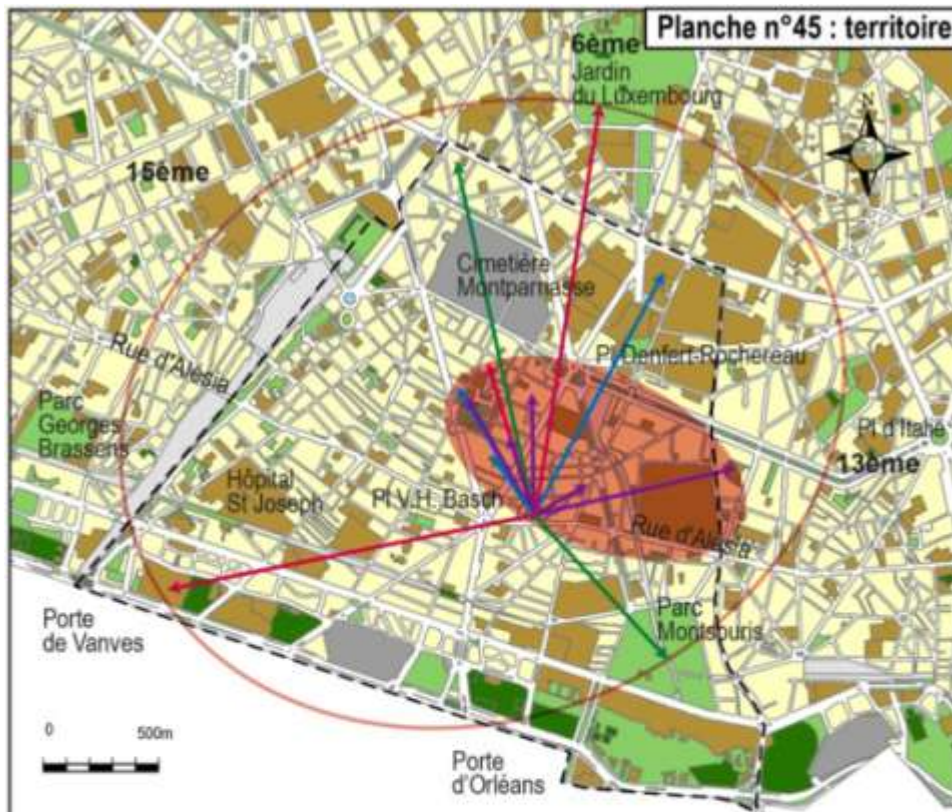 Planche n°45 : territoire
6ème
Jardin
du Luxembourg
N
15ème
Cimetière
Montparnasse
Rue d'Alésia
Pl Denfert-Rochereau
Parc
Georges
Brassens
Pl d'Italie
13ème
Hôpital
St Joseph
Pl V.H. Basch
Rue d'Alésia
Porte
de Vanves
Parc
Montsouris
0 500m
Porte
d'Orléans